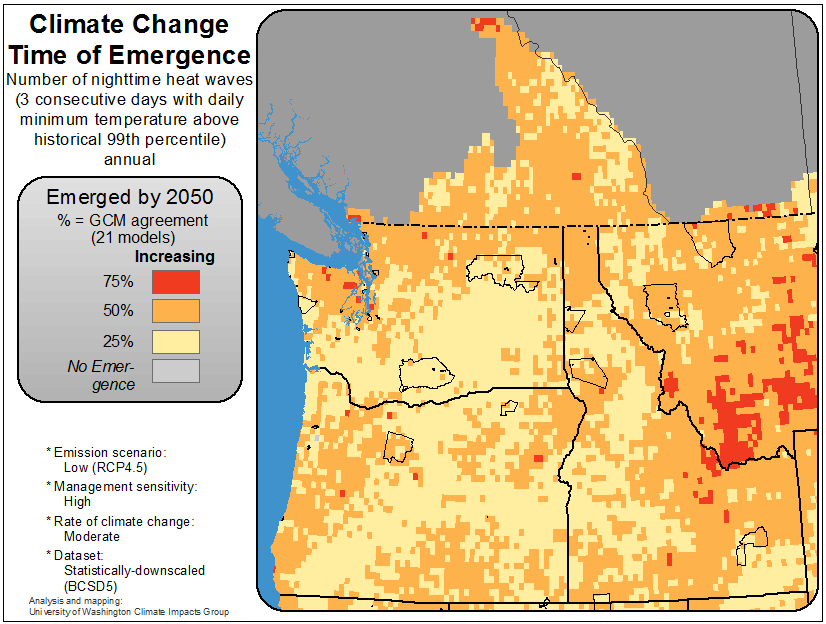 Climate Change
Time of Emergence
Number of nighttime heat waves
(3 consecutive days with daily
minimum temperature above
historical 99th percentile)
annual
Emerged by 2050
% = GCM agreement
(21 models)
Increasing
75%
50%
25%
No Emer-
gence
* Emission scenario:
Low (RCP4.5)
* Management sensitivity:
High
* Rate of climate change:
Moderate
* Dataset:
Statistically-downscaled
(BCSD5)
Analysis and mapping:
University of Washington Climate Impacts Group